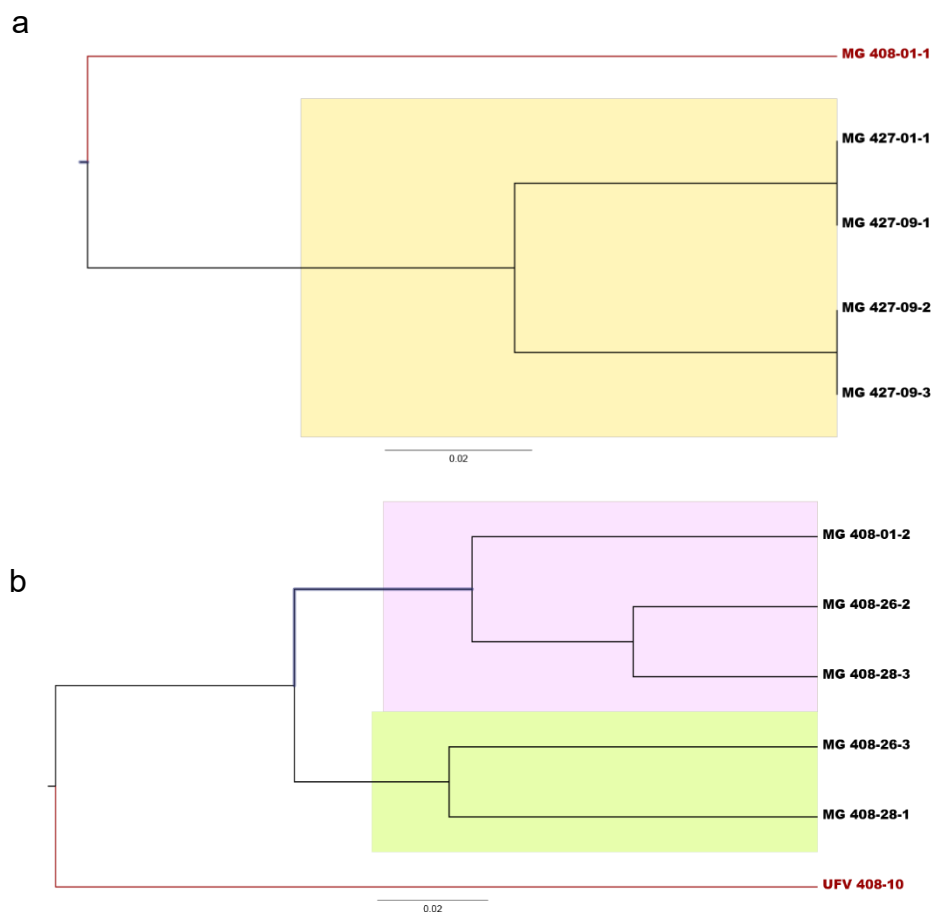 a
MG 408-01-1
MG 427-01-1
MG 427-09-1
MG 427-09-2
MG 427-09-3
0.02
b
MG 408-01-2
MG 408-26-2
MG 408-28-3
MG 408-26-3
MG 408-28-1
UFV 408-10
0.02